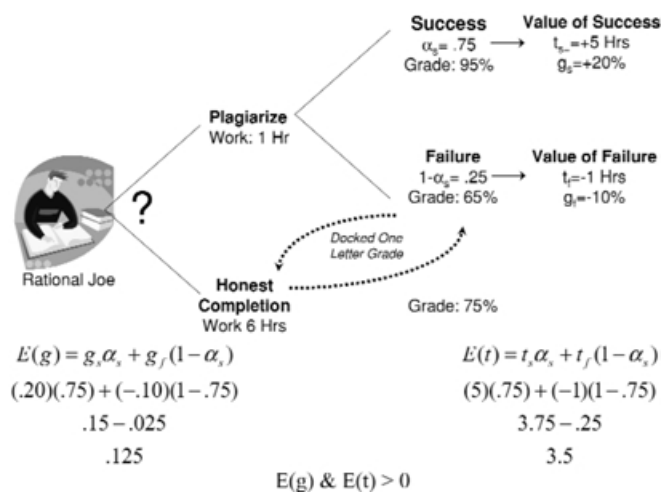 Success
αs= .75
Grade: 95%
Value of Success
ts–=+5 Hrs
gs=+20%
Plagiarize
Work: 1 Hr
Failure
1-αs= .25
Grade: 65%
Value of Failure
tf=-1 Hrs
gf=-10%
?
Rational Joe
Docked One
Letter Grade
Honest
Completion
Work 6 Hrs
Grade: 75%
E(g) = gsαs + gf(1−αs)
(.20)(.75) + (−.10)(1−.75)
.15−.025
.125
E(t) = tsαs + tf(1−αs)
(5)(.75) + (−1)(1−.75)
3.75−.25
3.5
E(g) & E(t) > 0